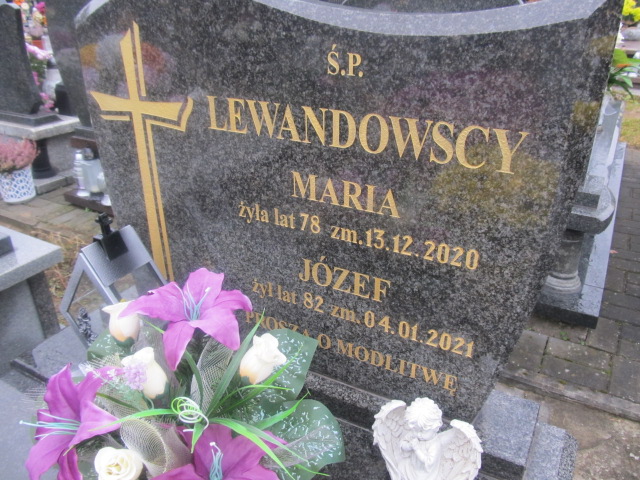 Ś.P.
LEWANDOWSCY
MARIA
żyła lat 78 zm. 13.12.2020
JÓZEF
żył lat 82 zm. 04.01.2021
PROSZĄ O MODLITWĘ